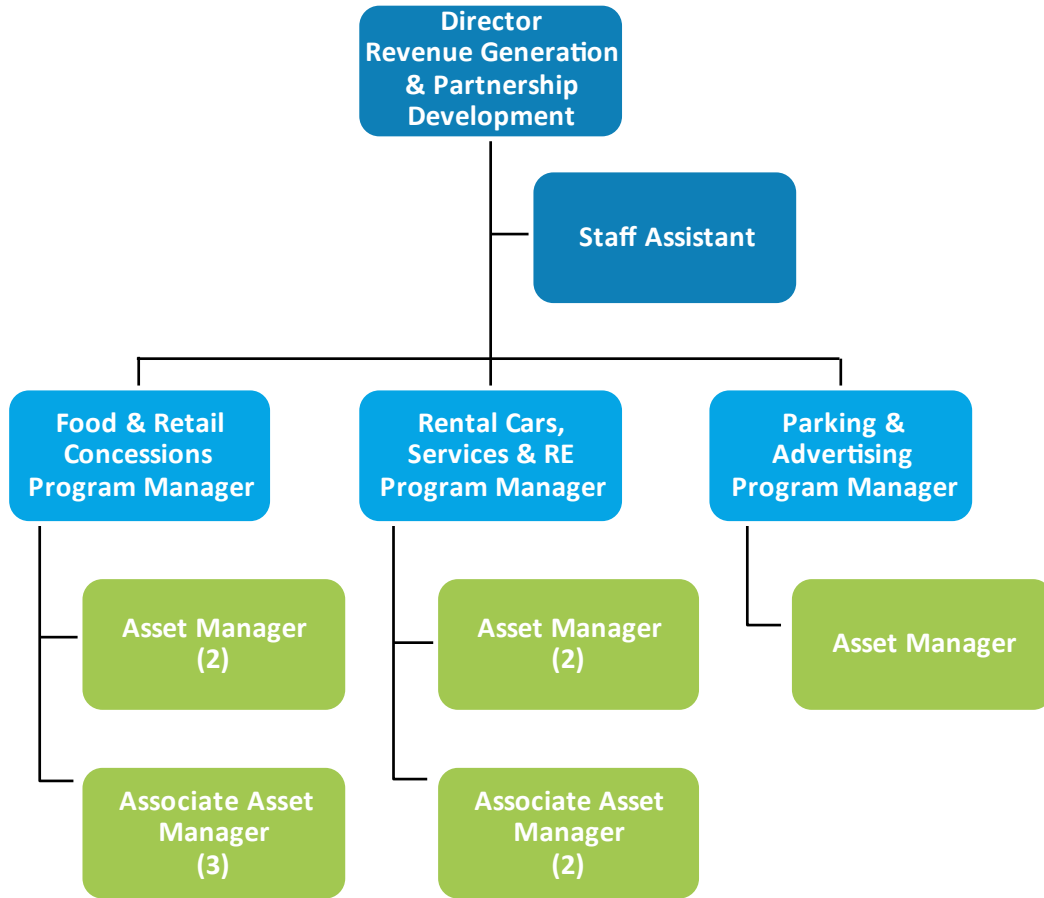 Director
Revenue Generation
& Partnership
Development
Staff Assistant
Food & Retail
Concessions
Program Manager
Rental Cars,
Services & RE
Program Manager
Parking &
Advertising
Program Manager
Asset Manager
(2)
Asset Manager
(2)
Asset Manager
Associate Asset
Manager
(3)
Associate Asset
Manager
(2)